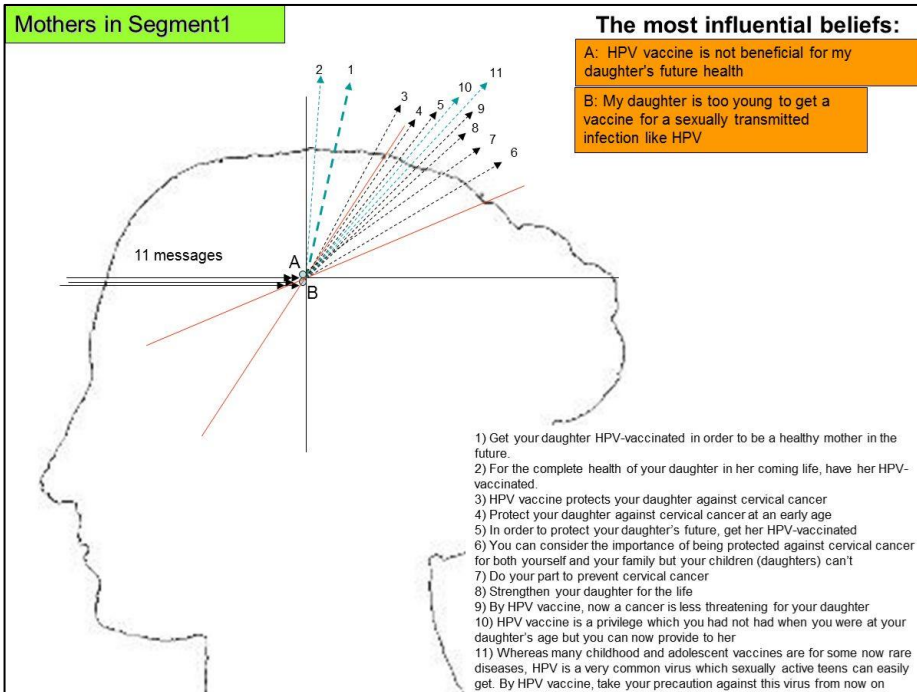 Mothers in Segment1
The most influential beliefs:
A: HPV vaccine is not beneficial for my
daughter's future health
B: My daughter is too young to get a
vaccine for a sexually transmitted
infection like HPV
2
1
3
4
5
10
11
9
8
7
6
11 messages
A
B
1) Get your daughter HPV-vaccinated in order to be a healthy mother in the
future.
2) For the complete health of your daughter in her coming life, have her HPV-
vaccinated.
3) HPV vaccine protects your daughter against cervical cancer
4) Protect your daughter against cervical cancer at an early age
5) In order to protect your daughter's future, get her HPV-vaccinated
6) You can consider the importance of being protected against cervical cancer
for both yourself and your family but your children (daughters) can't
7) Do your part to prevent cervical cancer
8) Strengthen your daughter for the life
9) By HPV vaccine, now a cancer is less threatening for your daughter
10) HPV vaccine is a privilege which you had not had when you were at your
daughter's age but you can now provide to her
11) Whereas many childhood and adolescent vaccines are for some now rare
diseases, HPV is a very common virus which sexually active teens can easily
get. By HPV vaccine, take your precaution against this virus from now on